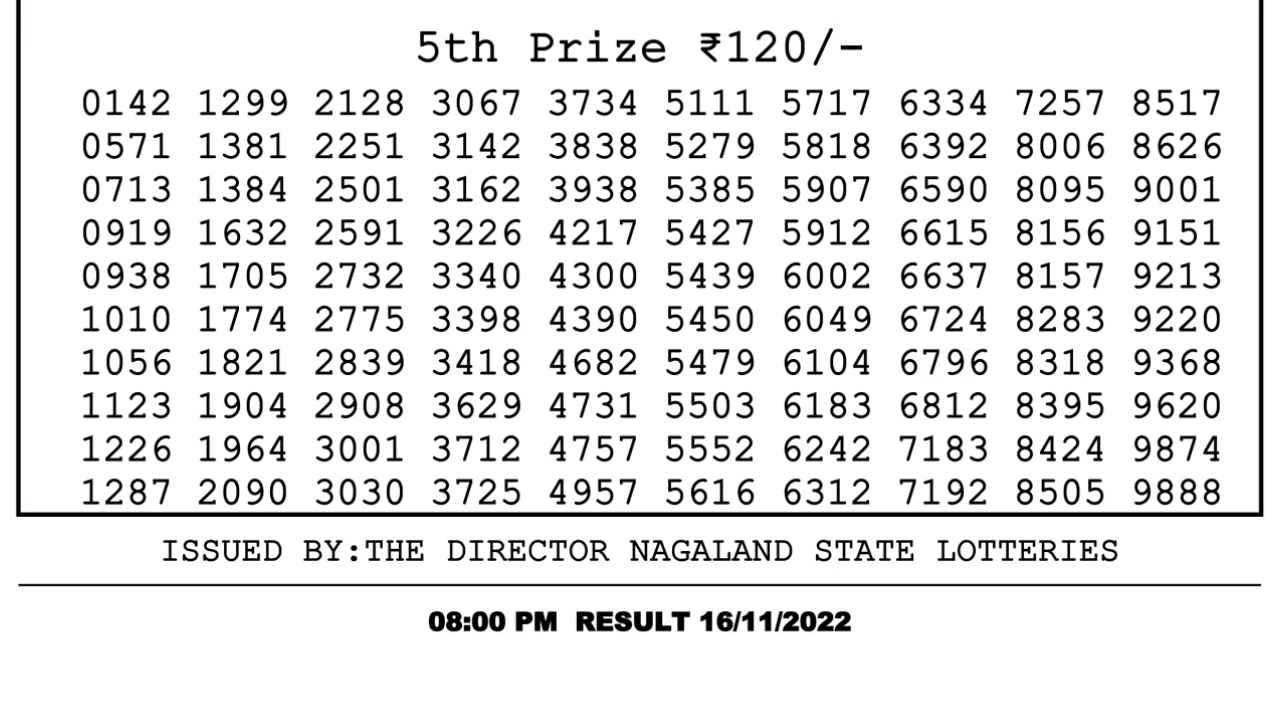 5th Prize ₹120/-
0142 1299 2128 3067 3734 5111 5717 6334 7257 8517
0571 1381 2251 3142 3838 5279 5818 6392 8006 8626
0713 1384 2501 3162 3938 5385 5907 6590 8095 9001
0919 1632 2591 3226 4217 5427 5912 6615 8156 9151
0938 1705 2732 3340 4300 5439 6002 6637 8157 9213
1010 1774 2775 3398 4390 5450 6049 6724 8283 9220
1056 1821 2839 3418 4682 5479 6104 6796 8318 9368
1123 1904 2908 3629 4731 5503 6183 6812 8395 9620
1226 1964 3001 3712 4757 5552 6242 7183 8424 9874
1287 2090 3030 3725 4957 5616 6312 7192 8505 9888
ISSUED BY:THE DIRECTOR NAGALAND STATE LOTTERIES
08:00 PM RESULT 16/11/2022